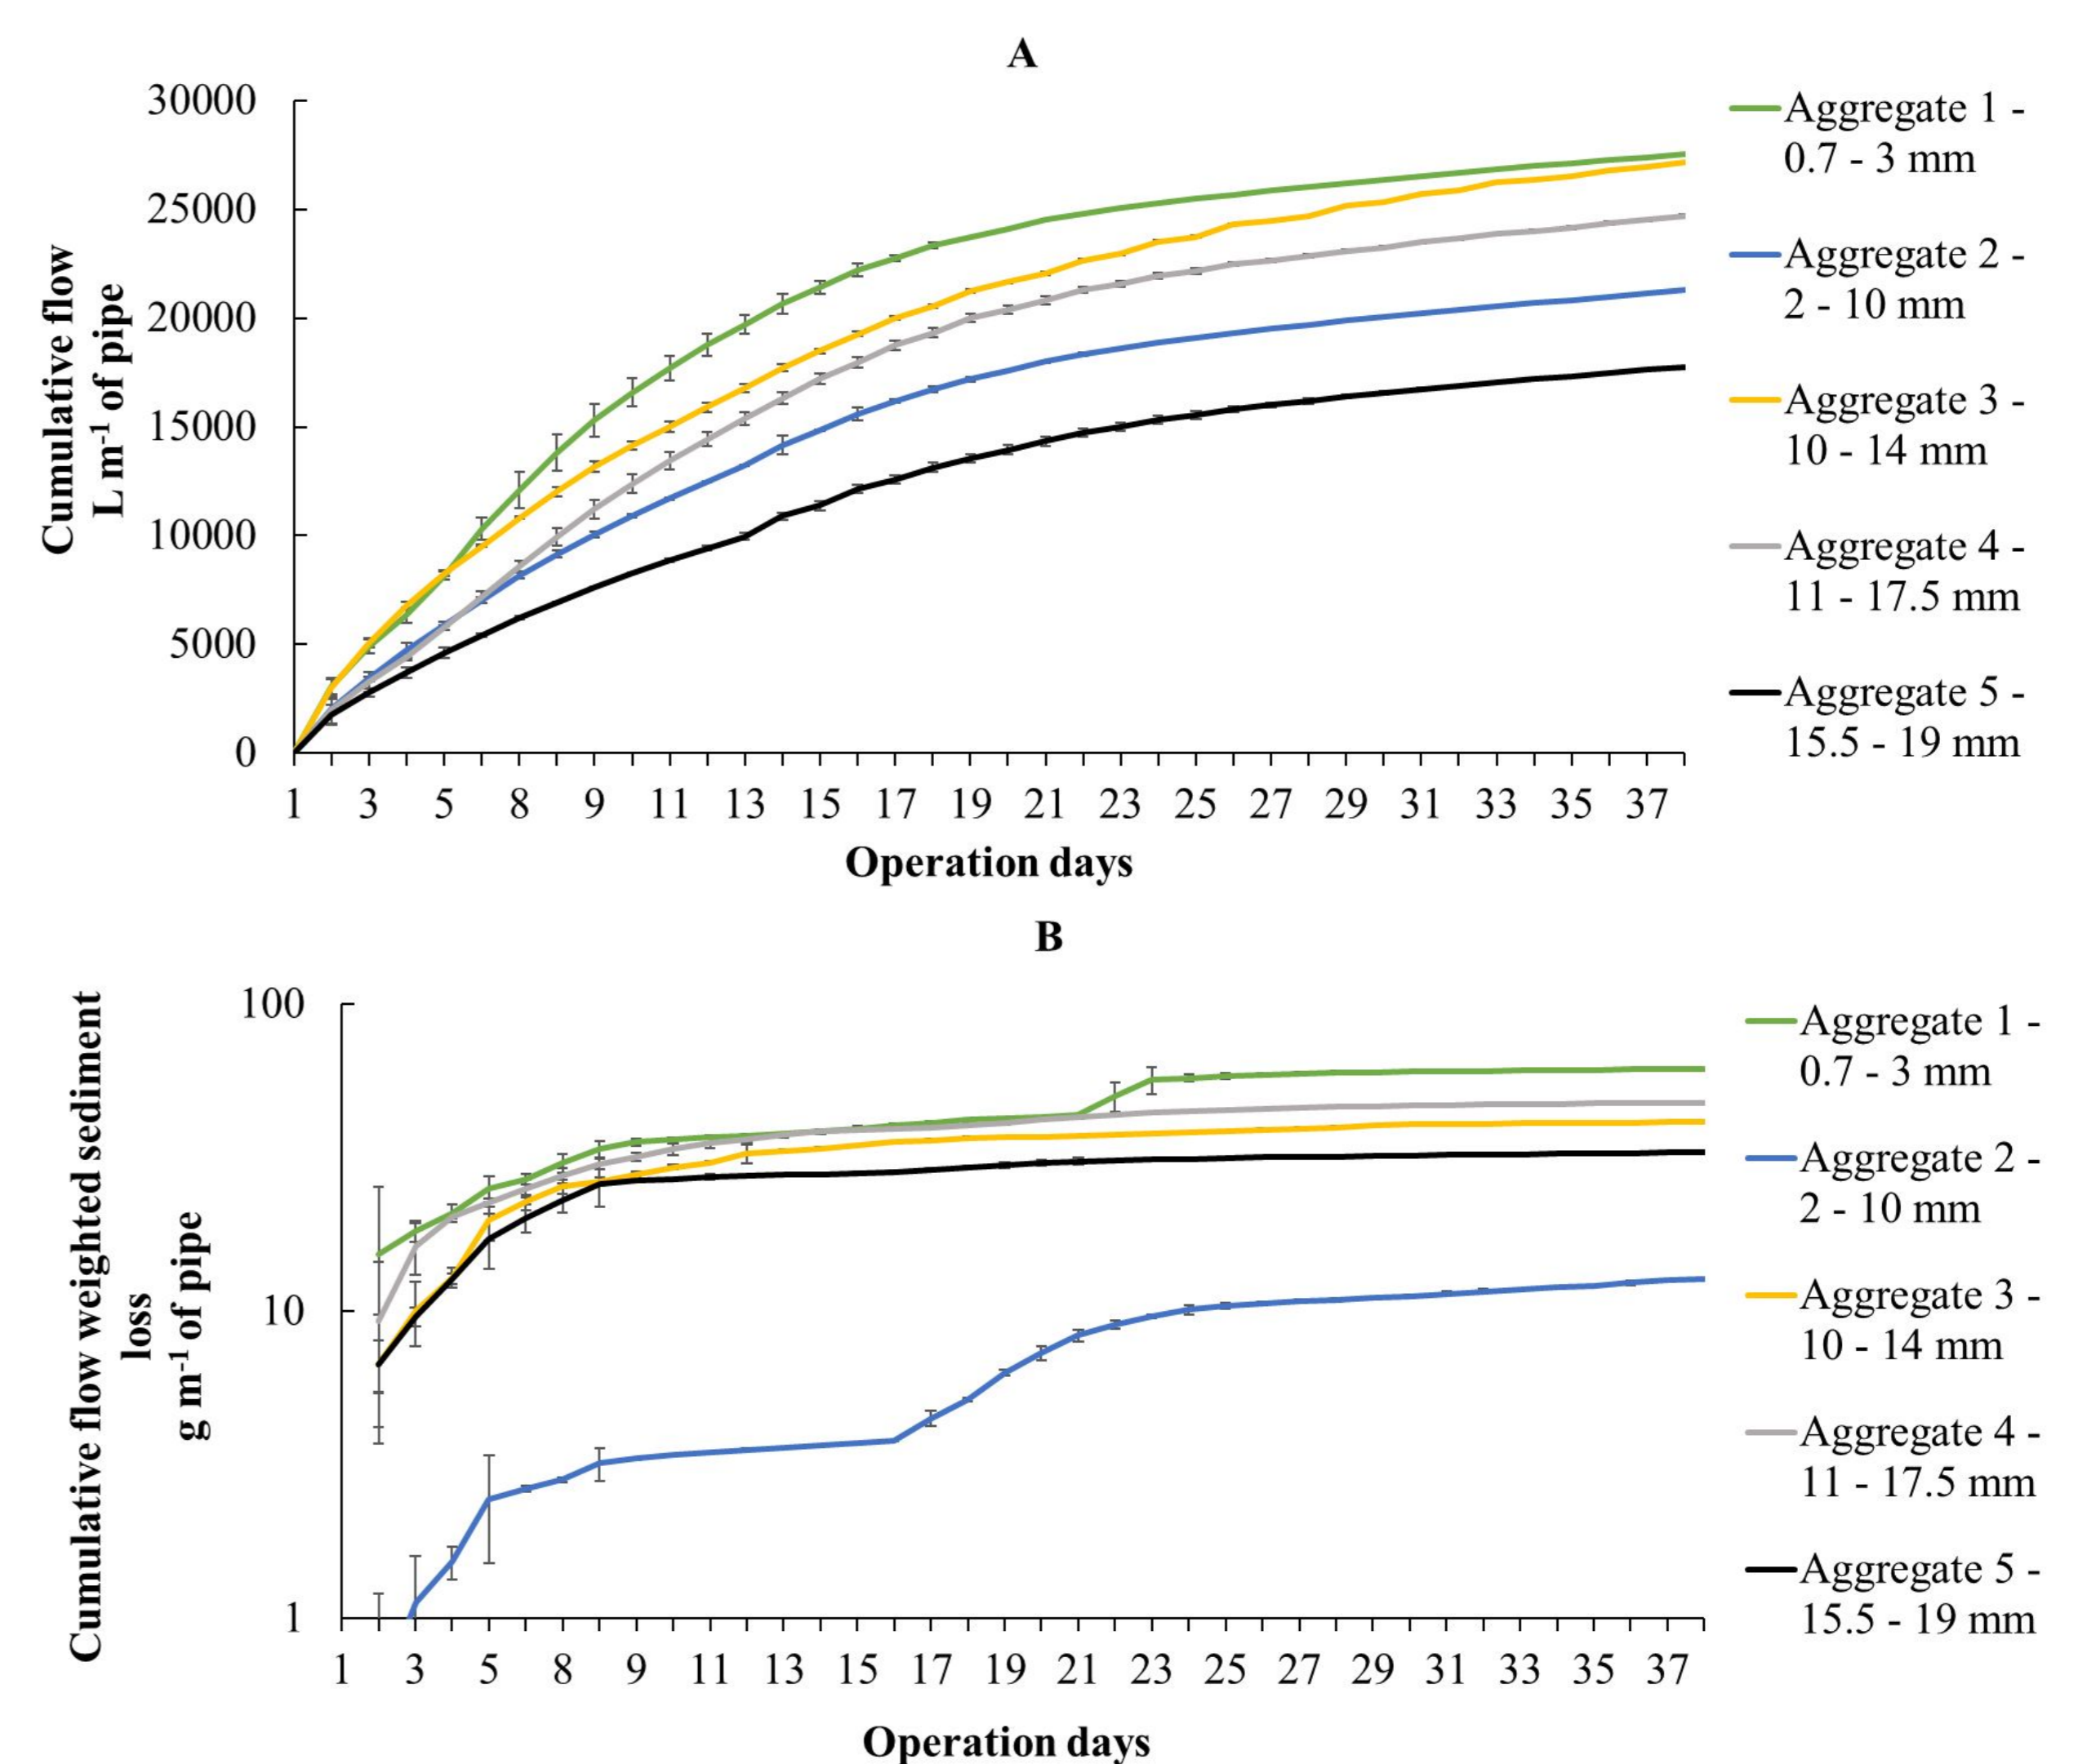 A
Cumulative flow
L m⁻¹ of pipe
30000
25000
20000
15000
10000
5000
0
1 3 5 8 9 11 13 15 17 19 21 23 25 27 29 31 33 35 37
Operation days
Aggregate 1 -
0.7 - 3 mm
Aggregate 2 -
2 - 10 mm
Aggregate 3 -
10 - 14 mm
Aggregate 4 -
11 - 17.5 mm
Aggregate 5 -
15.5 - 19 mm
B
Cumulative flow weighted sediment
loss
g m⁻¹ of pipe
100
10
1
1 3 5 8 9 11 13 15 17 19 21 23 25 27 29 31 33 35 37
Operation days
Aggregate 1 -
0.7 - 3 mm
Aggregate 2 -
2 - 10 mm
Aggregate 3 -
10 - 14 mm
Aggregate 4 -
11 - 17.5 mm
Aggregate 5 -
15.5 - 19 mm